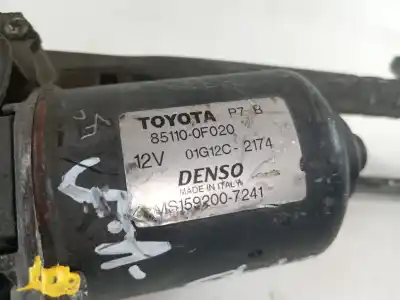 TOYOTA P7 B
85110-0F020
12V 01G12C-2174
DENSO
MADE IN ITALY
MS159200-7241